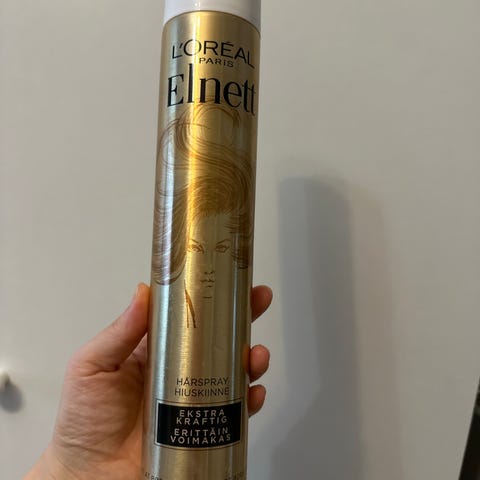 L'ORÉAL
PARIS
Elnett
HÅRSPRAY
HIUSKIINNE
EKSTRA
KRAFTIG
ERITTÄIN
VOIMAKAS